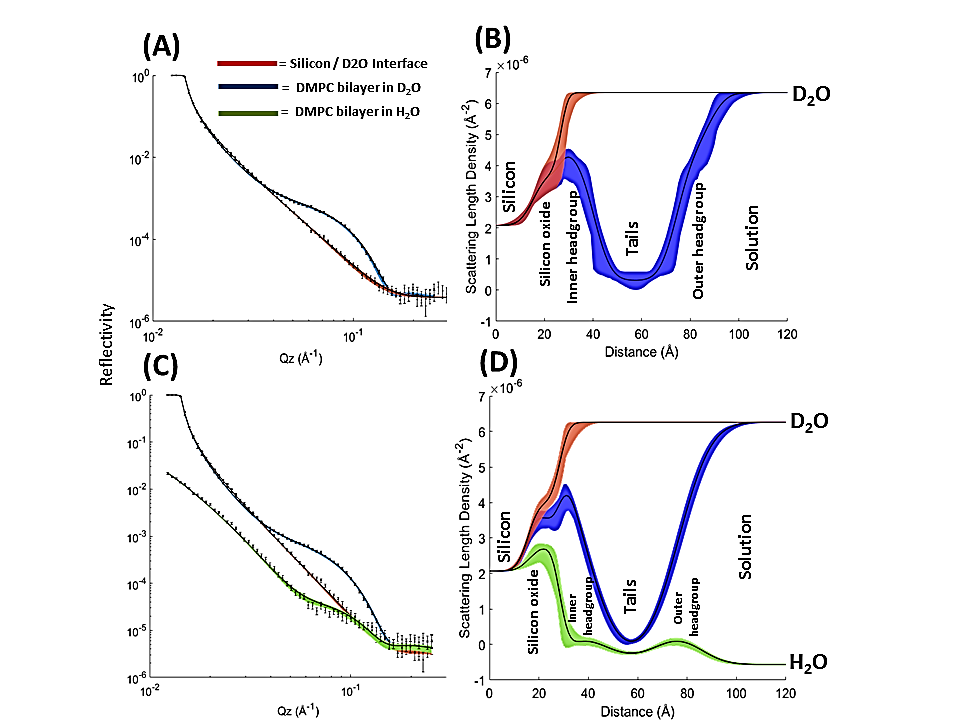 (A)
= Silicon / D2O Interface
= DMPC bilayer in D₂O
= DMPC bilayer in H₂O
10⁰
10⁻²
10⁻⁴
10⁻⁶
10⁻²
10⁻¹
Qz (Å⁻¹)
(B)
×10⁻⁶
7
6
5
4
3
2
1
0
-1
0
20
40
60
80
100
120
Scattering Length Density (Å⁻²)
Distance (Å)
Silicon
Silicon oxide
Inner headgroup
Tails
Outer headgroup
Solution
D₂O
Reflectivity
(C)
10⁰
10⁻¹
10⁻²
10⁻³
10⁻⁴
10⁻⁵
10⁻⁶
10⁻²
10⁻¹
Qz (Å⁻¹)
(D)
×10⁻⁶
7
6
5
4
3
2
1
0
-1
0
20
40
60
80
100
120
Scattering Length Density (Å⁻²)
Distance (Å)
Silicon
Silicon oxide
Inner
headgroup
Tails
Outer
headgroup
Solution
D₂O
H₂O